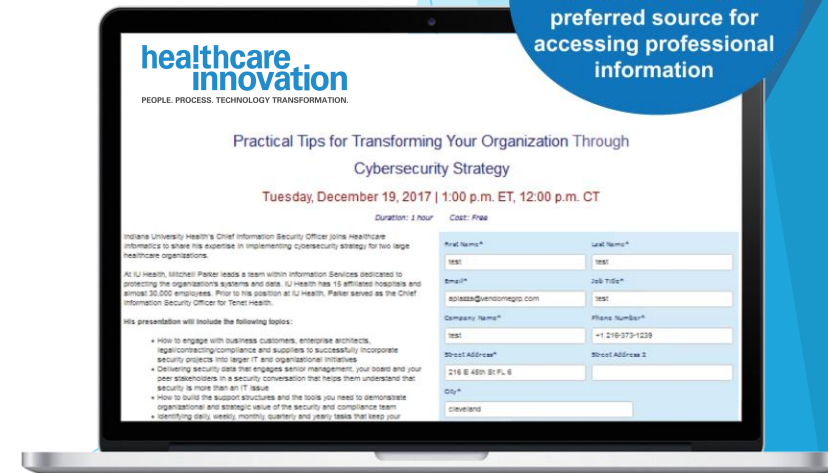 preferred source for
accessing professional
information
healthcare
innovation
PEOPLE. PROCESS. TECHNOLOGY TRANSFORMATION.
Practical Tips for Transforming Your Organization Through
Cybersecurity Strategy
Tuesday, December 19, 2017 | 1:00 p.m. ET, 12:00 p.m. CT
Duration: 1 hour Cost: Free
Indiana University Health's Chief Information Security Officer joins Healthcare
Informatics to share his expertise in implementing cybersecurity strategy for two large
healthcare organizations.
At IU Health, Mitchell Parker leads a team within Information Services dedicated to
protecting the organization's systems and data. IU Health has 15 affiliated hospitals and
almost 30,000 employees. Prior to his position at IU Health, Parker served as the Chief
Information Security Officer for Tenet Health.
His presentation will include the following topics:
• How to engage with business customers, enterprise architects,
legal/contracting/compliance and suppliers to successfully incorporate
security projects into larger IT and organizational initiatives
• Delivering security data that engages senior management, your board and your
peer stakeholders in a security conversation that helps them understand that
security is more than an IT issue
• How to build the support structures and the tools you need to demonstrate
organizational and strategic value of the security and compliance team
• Identifying daily, weekly, monthly, quarterly and yearly tasks that keep your
First Name* Last Name*
test test
Email* Job Title*
@vendomegrp.com test
Company Name* Phone Number*
test +1 216-373-1239
Street Address* Street Address 2
216 E 45th St FL 6
City*
cleveland